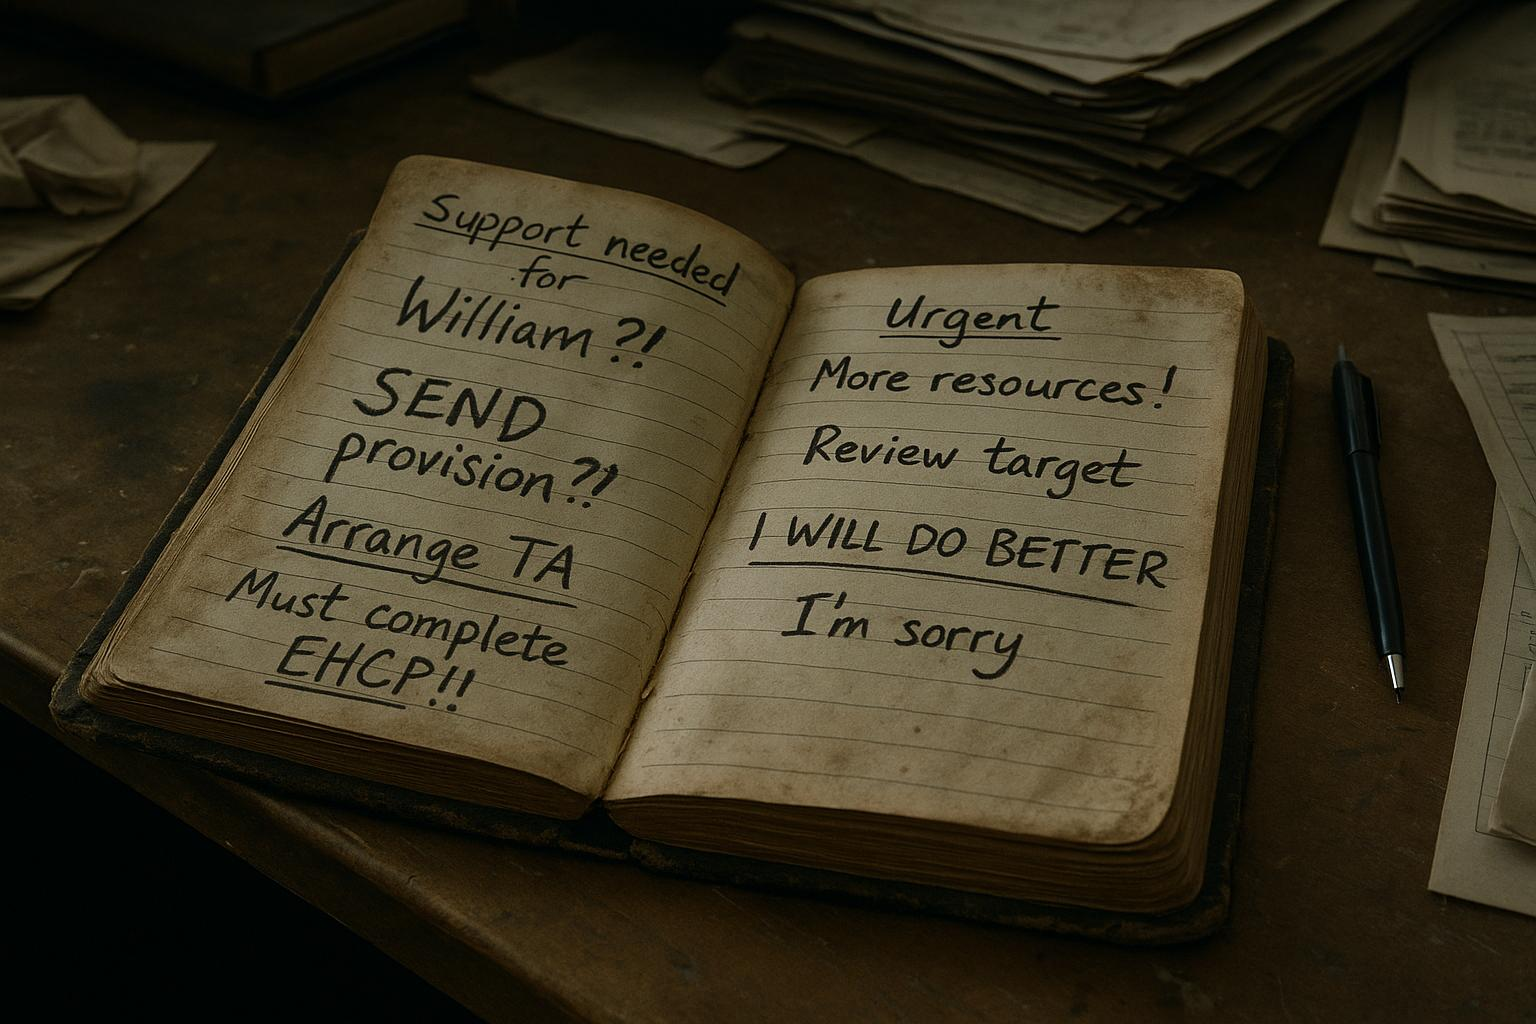 Support needed
for
William?!
SEND
provision?!
Arrange TA
Must complete
EHCP!!
Urgent
More resources!
Review target
I WILL DO BETTER
I'm sorry